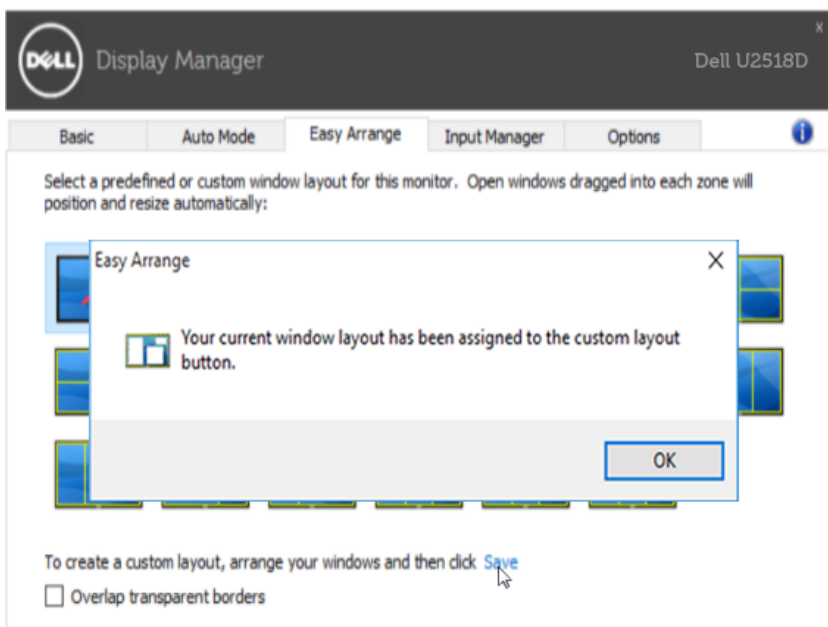 x
DELL Display Manager
Dell U2518D
Basic Auto Mode Easy Arrange Input Manager Options
Select a predefined or custom window layout for this monitor. Open windows dragged into each zone will
position and resize automatically:
Easy Arrange
Your current window layout has been assigned to the custom layout
button.
OK
To create a custom layout, arrange your windows and then click Save
Overlap transparent borders